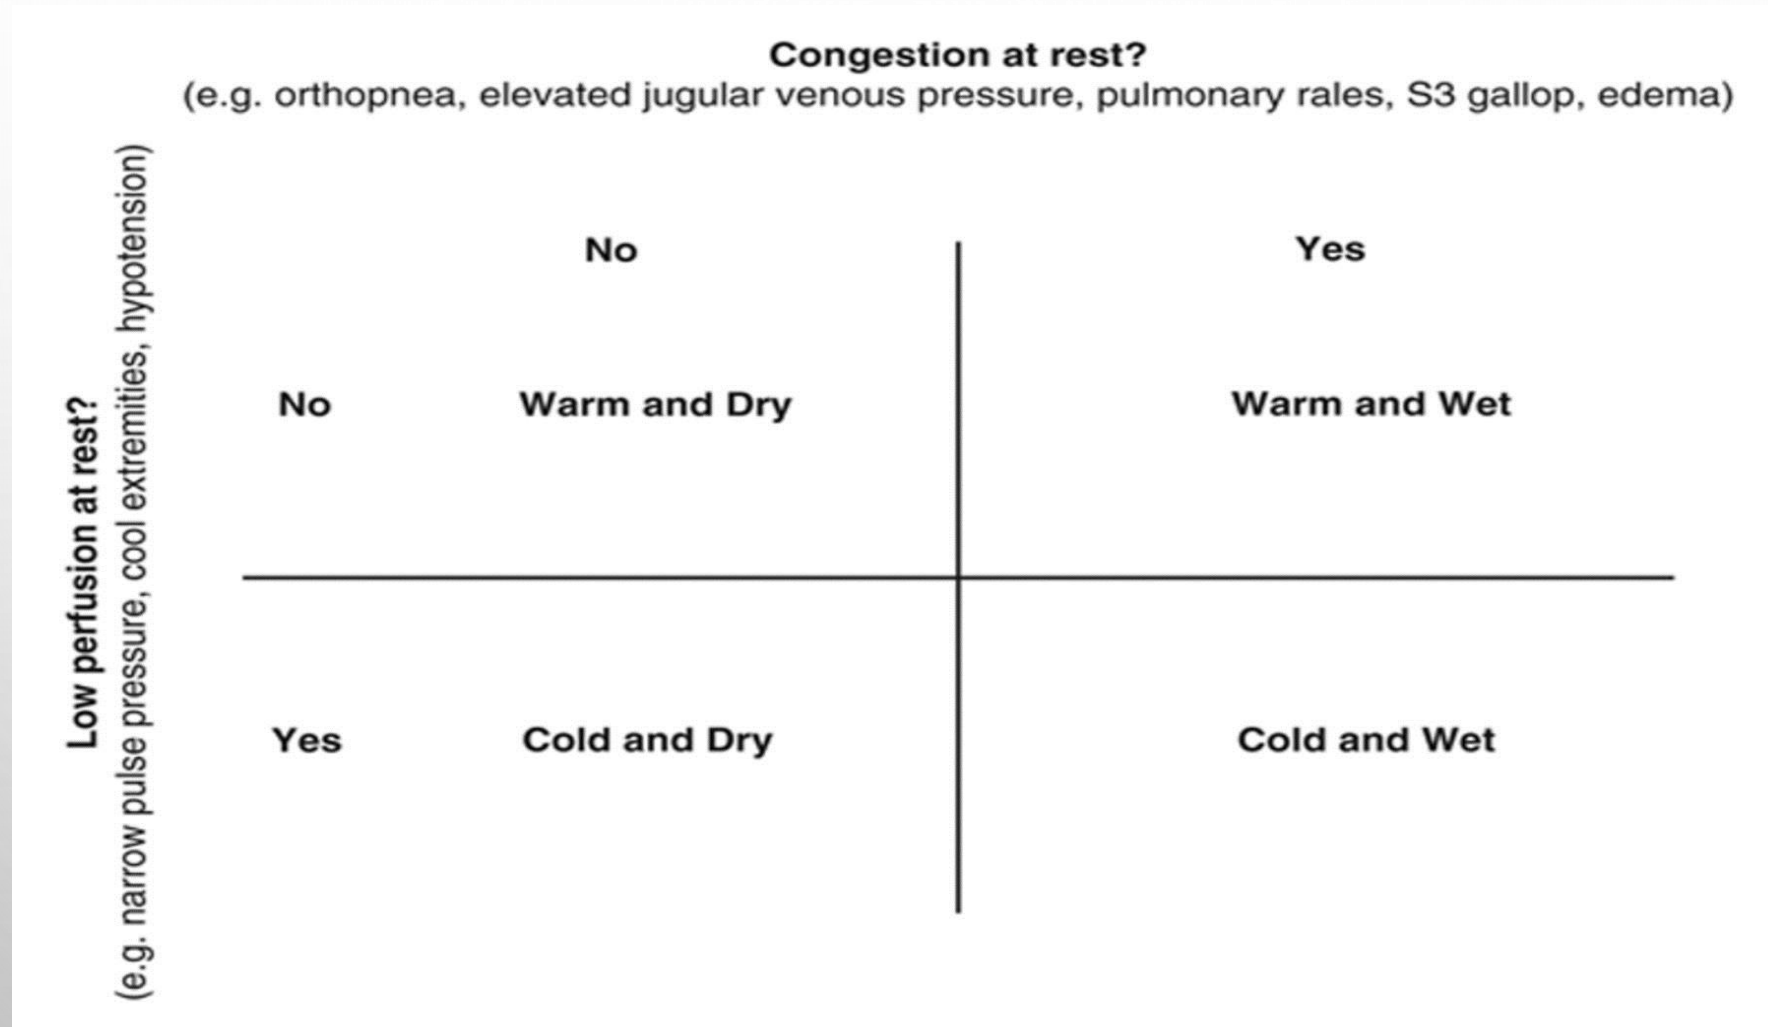 Congestion at rest?
(e.g. orthopnea, elevated jugular venous pressure, pulmonary rales, S3 gallop, edema)
Low perfusion at rest?
(e.g. narrow pulse pressure, cool extremities, hypotension)
No Yes
No Warm and Dry Warm and Wet
Yes Cold and Dry Cold and Wet